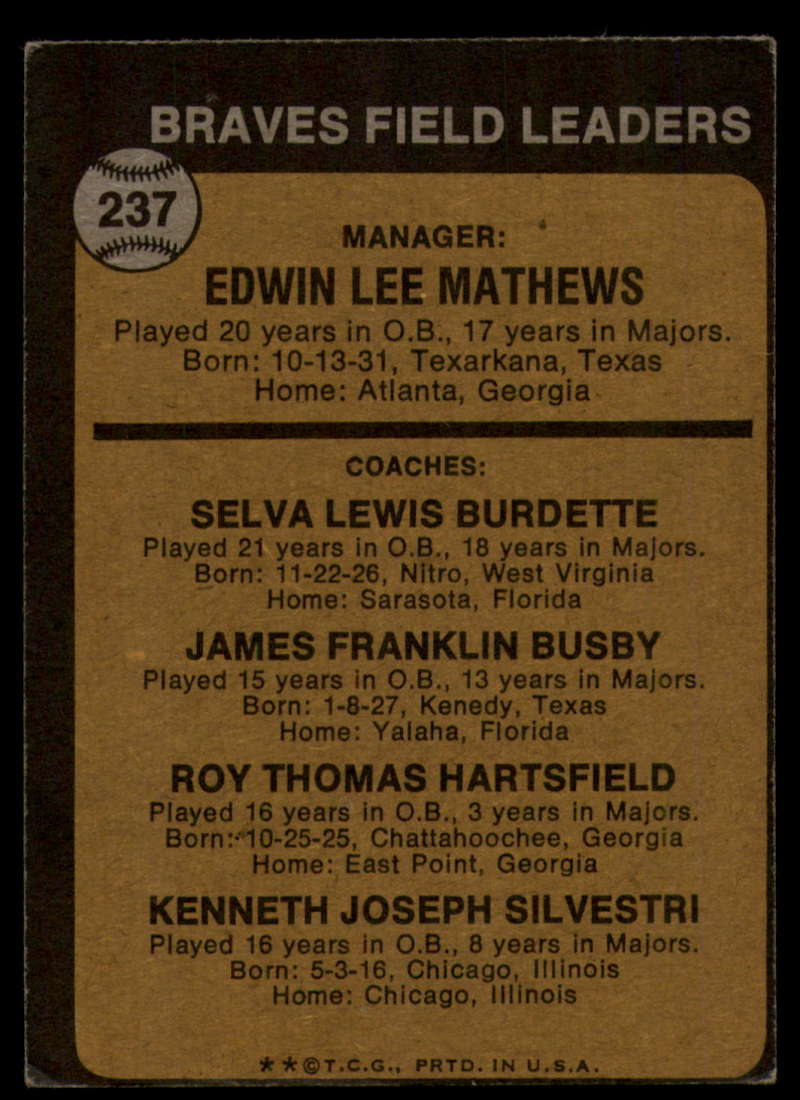 BRAVES FIELD LEADERS
237
MANAGER:
EDWIN LEE MATHEWS
Played 20 years in O.B., 17 years in Majors.
Born: 10-13-31, Texarkana, Texas
Home: Atlanta, Georgia
COACHES:
SELVA LEWIS BURDETTE
Played 21 years in O.B., 18 years in Majors.
Born: 11-22-26, Nitro, West Virginia
Home: Sarasota, Florida
JAMES FRANKLIN BUSBY
Played 15 years in O.B., 13 years in Majors.
Born: 1-8-27, Kenedy, Texas
Home: Yalaha, Florida
ROY THOMAS HARTSFIELD
Played 16 years in O.B., 3 years in Majors.
Born: 10-25-25, Chattahoochee, Georgia
Home: East Point, Georgia
KENNETH JOSEPH SILVESTRI
Played 16 years in O.B., 8 years in Majors.
Born: 5-3-16, Chicago, Illinois
Home: Chicago, Illinois
★ ★©T.C.G., PRTD. IN U.S.A.